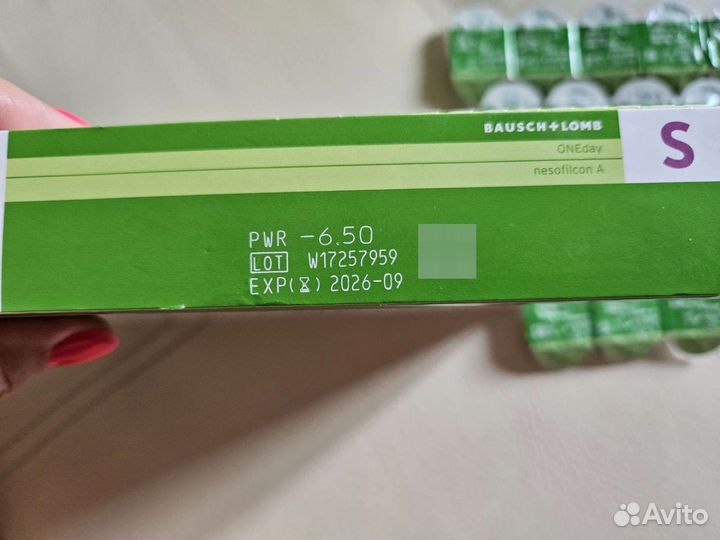 BAUSCH+LOMB
ONEday
nesofilcon A
S
PWR -6.50
LOT W17257959
EXP(⌛) 2026-09
Avito